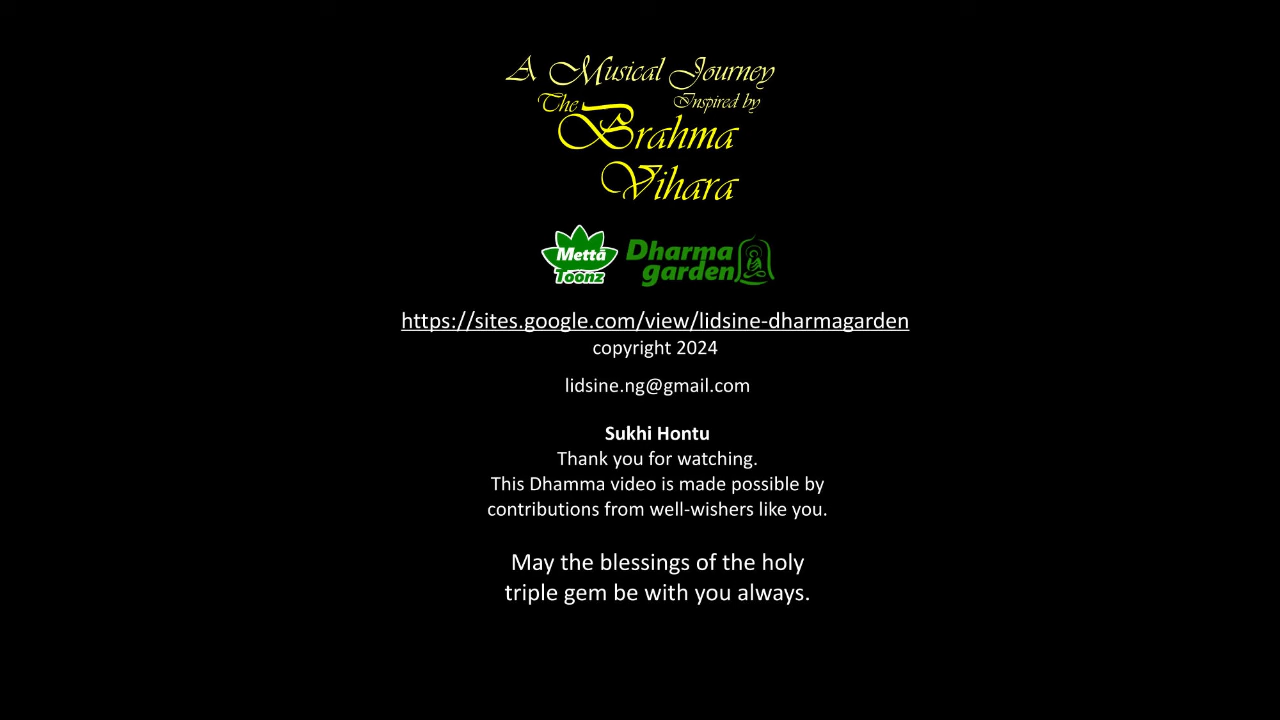 A Musical Journey
The Inspired by
Brahma
Vihara
Mettā
Toonz
Dharma
garden
https://sites.google.com/view/lidsine-dharmagarden
copyright 2024
lidsine.ng@gmail.com
Sukhi Hontu
Thank you for watching.
This Dhamma video is made possible by
contributions from well-wishers like you.
May the blessings of the holy
triple gem be with you always.